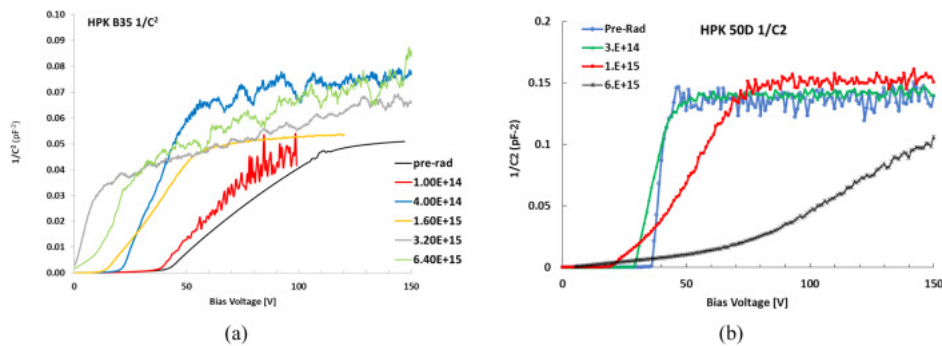 HPK B35 1/C²
1/C² (pF⁻²)
0.10
0.09
0.08
0.07
0.06
0.05
0.04
0.03
0.02
0.01
0.00
0
50
100
150
Bias Voltage [V]
pre-rad
1.00E+14
4.00E+14
1.60E+15
3.20E+15
6.40E+15
(a)
HPK 50D 1/C2
1/C2 (pF-2)
0.2
0.15
0.1
0.05
0
0
50
100
150
Bias Voltage [V]
Pre-Rad
3.E+14
1.E+15
6.E+15
(b)